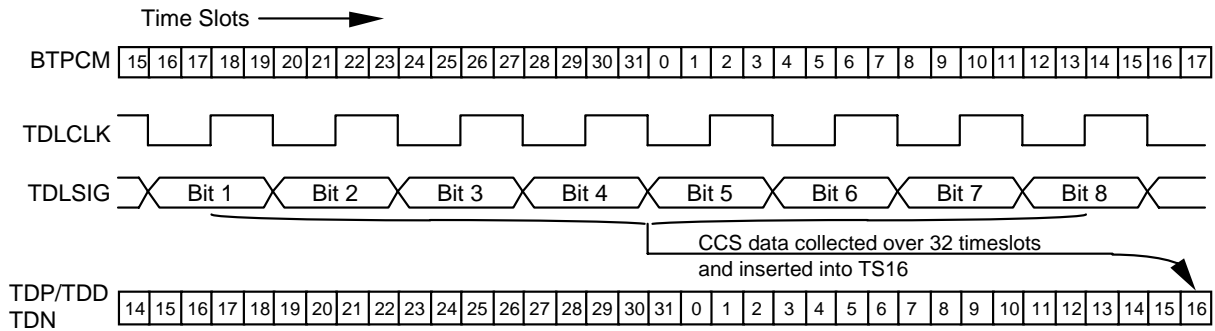 Time Slots
BTPCM 15 16 17 18 19 20 21 22 23 24 25 26 27 28 29 30 31 0 1 2 3 4 5 6 7 8 9 10 11 12 13 14 15 16 17
TDLCLK
TDLSIG Bit 1 Bit 2 Bit 3 Bit 4 Bit 5 Bit 6 Bit 7 Bit 8
CCS data collected over 32 timeslots
and inserted into TS16
TDP/TDD
TDN 14 15 16 17 18 19 20 21 22 23 24 25 26 27 28 29 30 31 0 1 2 3 4 5 6 7 8 9 10 11 12 13 14 15 16